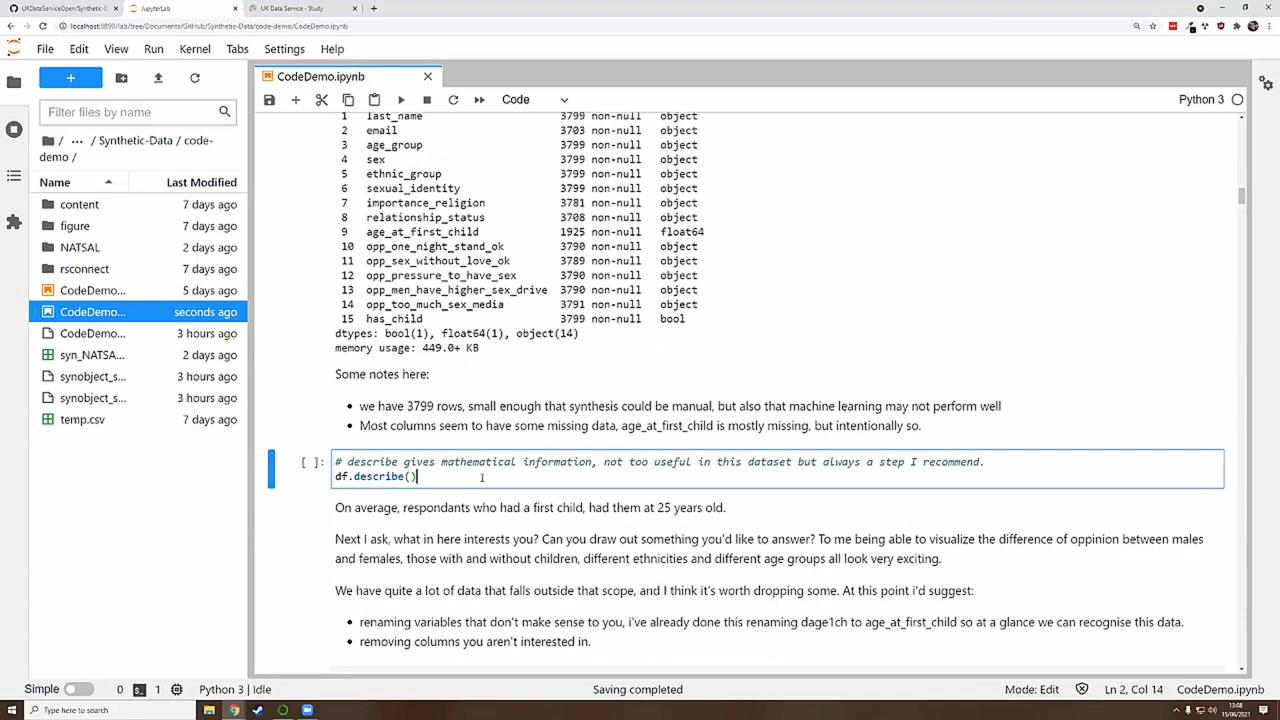 UKDataServiceOpen/Synthetic-D
JupyterLab
UK Data Service › Study
localhost:8890/lab/tree/Documents/GitHub/Synthetic-Data/code-demo/CodeDemo.ipynb
File Edit View Run Kernel Tabs Settings Help
CodeDemo.ipynb
Filter files by name
Code
Python 3
/ ... / Synthetic-Data / code-
demo /
Name Last Modified
content 7 days ago
figure 7 days ago
NATSAL 2 days ago
rsconnect 7 days ago
CodeDemo... 5 days ago
CodeDemo... seconds ago
CodeDemo... 3 hours ago
syn_NATSA... 2 days ago
synobject_s... 3 hours ago
synobject_s... 3 hours ago
temp.csv 7 days ago
1 last_name 3799 non-null object
2 email 3703 non-null object
3 age_group 3799 non-null object
4 sex 3799 non-null object
5 ethnic_group 3799 non-null object
6 sexual_identity 3799 non-null object
7 importance_religion 3781 non-null object
8 relationship_status 3708 non-null object
9 age_at_first_child 1925 non-null float64
10 opp_one_night_stand_ok 3790 non-null object
11 opp_sex_without_love_ok 3789 non-null object
12 opp_pressure_to_have_sex 3790 non-null object
13 opp_men_have_higher_sex_drive 3790 non-null object
14 opp_too_much_sex_media 3791 non-null object
15 has_child 3799 non-null bool
dtypes: bool(1), float64(1), object(14)
memory usage: 449.0+ KB
Some notes here:
• we have 3799 rows, small enough that synthesis could be manual, but also that machine learning may not perform well
• Most columns seem to have some missing data, age_at_first_child is mostly missing, but intentionally so.
[ ]: # describe gives mathematical information, not too useful in this dataset but always a step I recommend.
df.describe()
On average, respondants who had a first child, had them at 25 years old.
Next I ask, what in here interests you? Can you draw out something you'd like to answer? To me being able to visualize the difference of oppinion between males
and females, those with and without children, different ethnicities and different age groups all look very exciting.
We have quite a lot of data that falls outside that scope, and I think it's worth dropping some. At this point i'd suggest:
• renaming variables that don't make sense to you, i've already done this renaming dage1ch to age_at_first_child so at a glance we can recognise this data.
• removing columns you aren't interested in.
Simple 0 1 Python 3 | Idle Saving completed Mode: Edit Ln 2, Col 14 CodeDemo.ipynb
Type here to search
13:08
15/06/2021